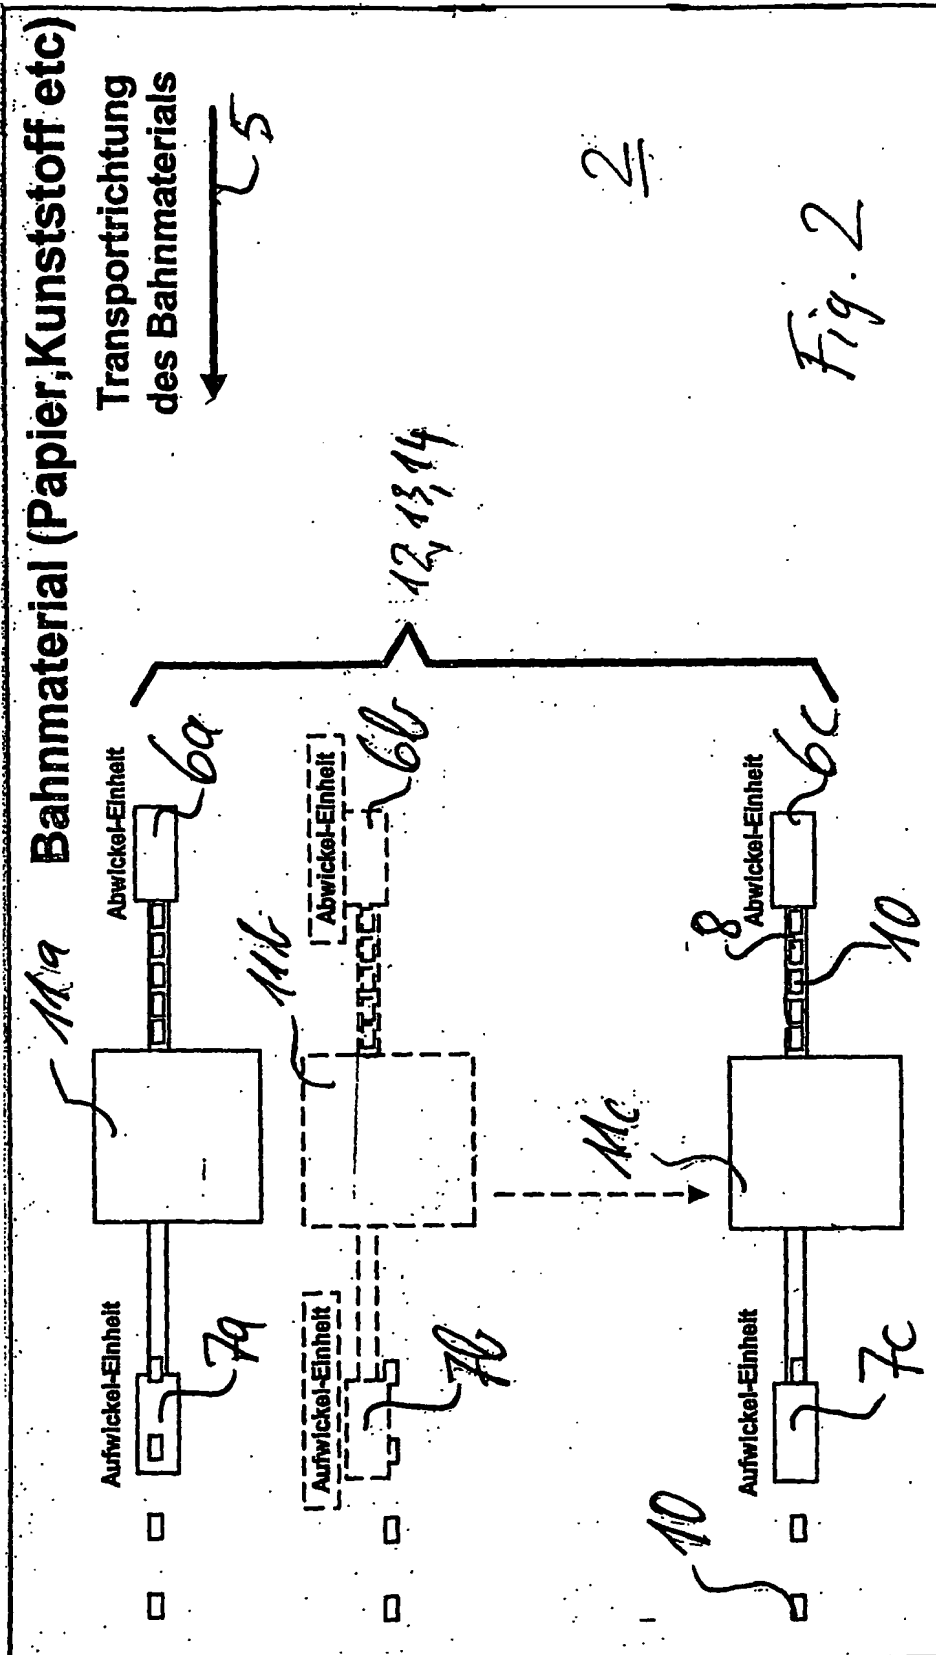 Bahnmaterial (Papier,Kunststoff etc)
Transportrichtung
des Bahnmaterials
5
11a
Abwickel-Einheit
6a
Aufwickel-Einheit
7a
11b
Abwickel-Einheit
6b
Aufwickel-Einheit
7b
12, 13, 14
2
11c
8
Abwickel-Einheit
6c
10
Aufwickel-Einheit
7c
10
Fig. 2